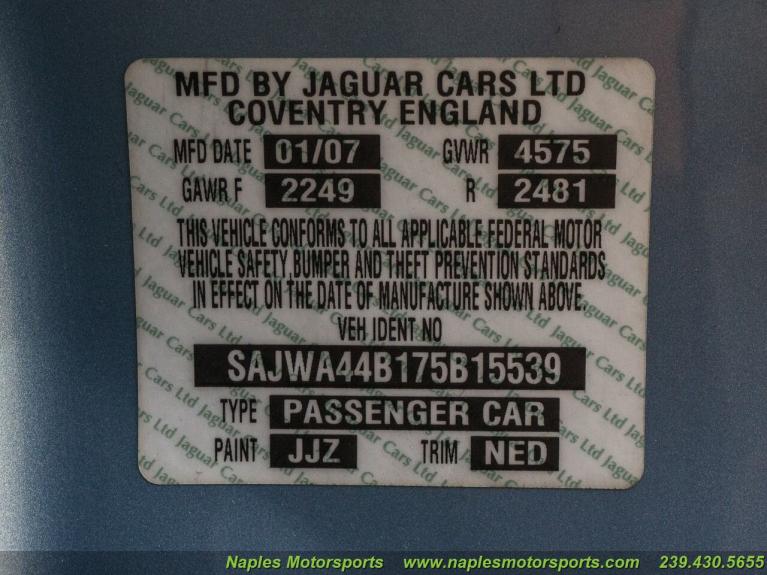 MFD BY JAGUAR CARS LTD
COVENTRY ENGLAND
MFD DATE 01/07 GVWR 4575
GAWR F 2249 R 2481
THIS VEHICLE CONFORMS TO ALL APPLICABLE FEDERAL MOTOR
VEHICLE SAFETY, BUMPER AND THEFT PREVENTION STANDARDS
IN EFFECT ON THE DATE OF MANUFACTURE SHOWN ABOVE.
VEH IDENT NO
SAJWA44B175B15539
TYPE PASSENGER CAR
PAINT JJZ TRIM NED
Jaguar Cars Ltd
Naples Motorsports www.naplesmotorsports.com 239.430.5655